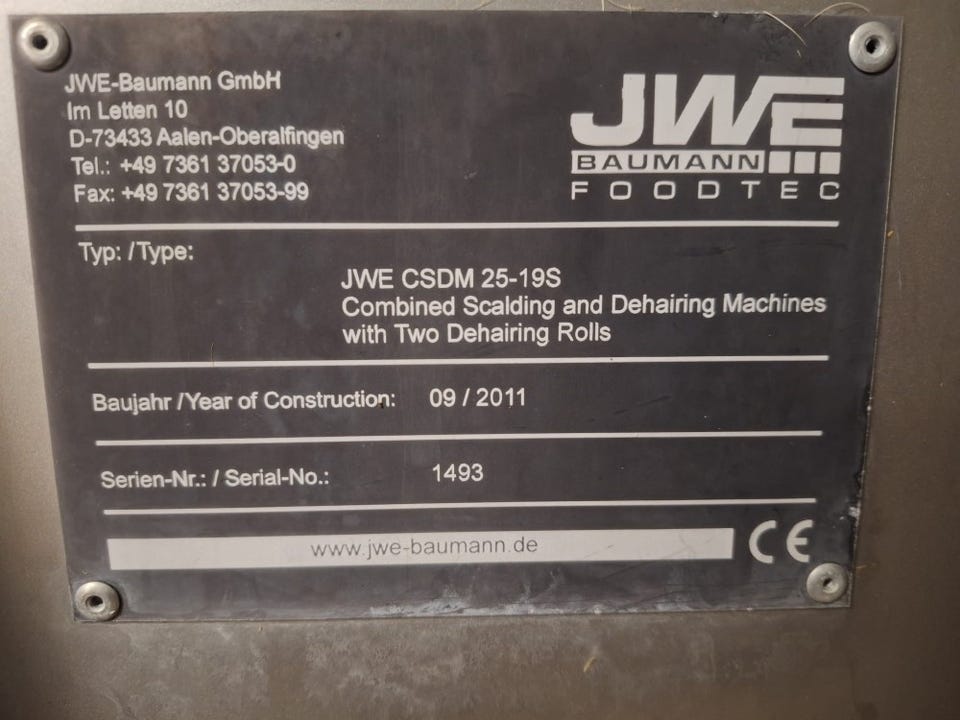 JWE-Baumann GmbH
Im Letten 10
D-73433 Aalen-Oberalfingen
Tel.: +49 7361 37053-0
Fax: +49 7361 37053-99
JWE
BAUMANN
FOODTEC
Typ: /Type:
JWE CSDM 25-19S
Combined Scalding and Dehairing Machines
with Two Dehairing Rolls
Baujahr /Year of Construction: 09 / 2011
Serien-Nr.: / Serial-No.: 1493
www.jwe-baumann.de CE